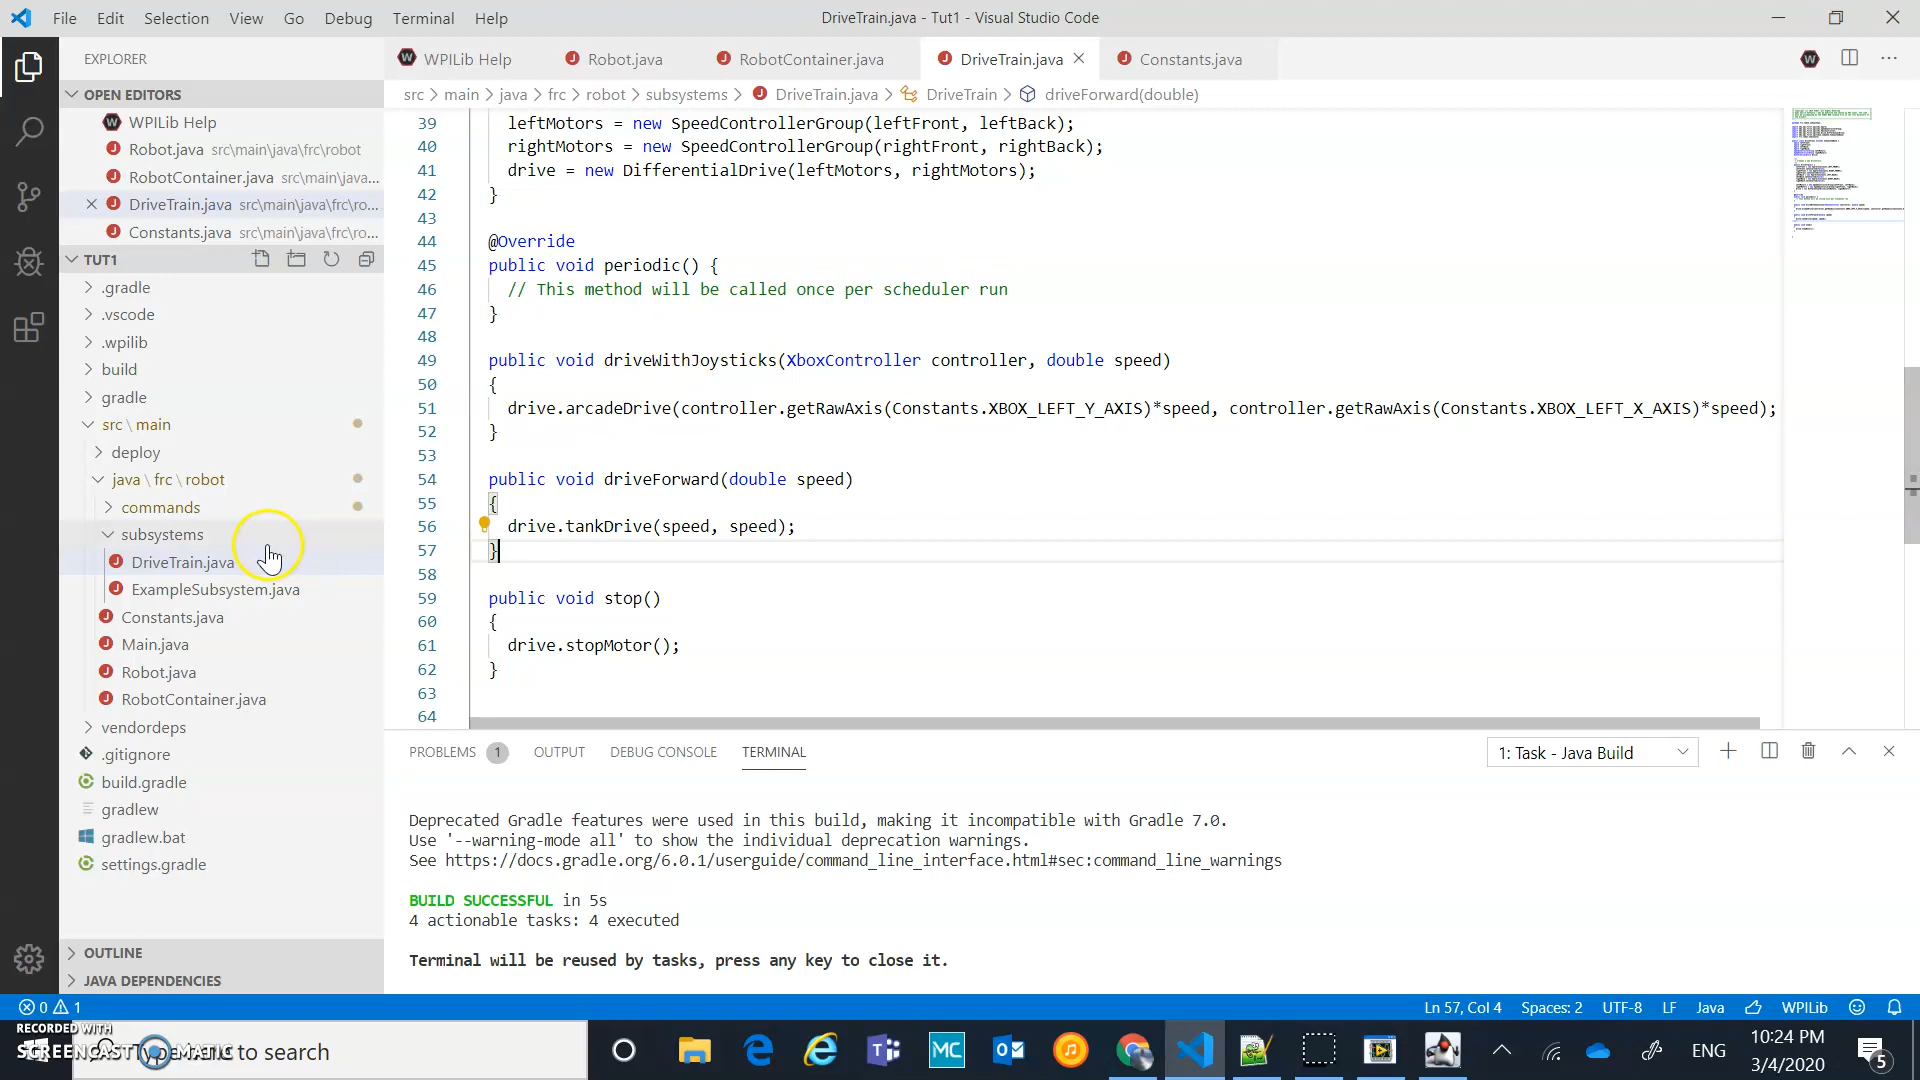 File Edit Selection View Go Debug Terminal Help
DriveTrain.java - Tut1 - Visual Studio Code
EXPLORER
WPILib Help
Robot.java
RobotContainer.java
DriveTrain.java
Constants.java
OPEN EDITORS
WPILib Help
Robot.java src\main\java\frc\robot
RobotContainer.java src\main\java...
DriveTrain.java src\main\java\frc\ro...
Constants.java src\main\java\frc\ro...
TUT1
.gradle
.vscode
.wpilib
build
gradle
src \ main
deploy
java \ frc \ robot
commands
subsystems
DriveTrain.java
ExampleSubsystem.java
Constants.java
Main.java
Robot.java
RobotContainer.java
vendordeps
.gitignore
build.gradle
gradlew
gradlew.bat
settings.gradle
OUTLINE
JAVA DEPENDENCIES
src > main > java > frc > robot > subsystems > DriveTrain.java > DriveTrain > driveForward(double)
39 leftMotors = new SpeedControllerGroup(leftFront, leftBack);
40 rightMotors = new SpeedControllerGroup(rightFront, rightBack);
41 drive = new DifferentialDrive(leftMotors, rightMotors);
42 }
43
44 @Override
45 public void periodic() {
46 // This method will be called once per scheduler run
47 }
48
49 public void driveWithJoysticks(XboxController controller, double speed)
50 {
51 drive.arcadeDrive(controller.getRawAxis(Constants.XBOX_LEFT_Y_AXIS)*speed, controller.getRawAxis(Constants.XBOX_LEFT_X_AXIS)*speed);
52 }
53
54 public void driveForward(double speed)
55 {
56 drive.tankDrive(speed, speed);
57 }
58
59 public void stop()
60 {
61 drive.stopMotor();
62 }
63
64
PROBLEMS 1 OUTPUT DEBUG CONSOLE TERMINAL
1: Task - Java Build
Deprecated Gradle features were used in this build, making it incompatible with Gradle 7.0.
Use '--warning-mode all' to show the individual deprecation warnings.
See https://docs.gradle.org/6.0.1/userguide/command_line_interface.html#sec:command_line_warnings
BUILD SUCCESSFUL in 5s
4 actionable tasks: 4 executed
Terminal will be reused by tasks, press any key to close it.
0 1
Ln 57, Col 4 Spaces: 2 UTF-8 LF Java WPILib
RECORDED WITH
SCREENCAST MATIC
Type here to search
MC
ENG
10:24 PM
3/4/2020
5